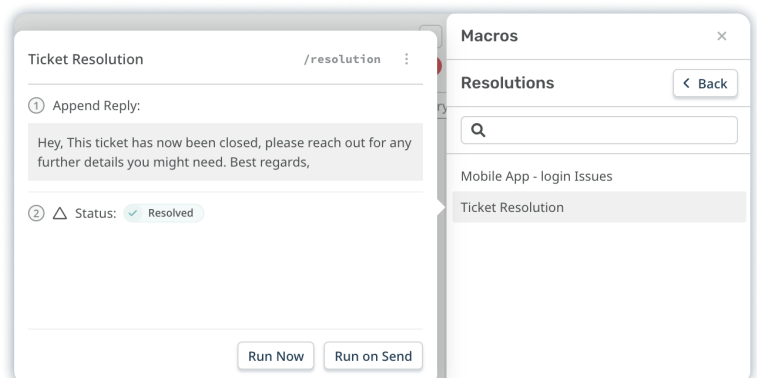 Ticket Resolution
/resolution
1 Append Reply:
Hey, This ticket has now been closed, please reach out for any
further details you might need. Best regards,
2 Status: Resolved
Run Now
Run on Send
ry
Macros
Resolutions
Back
Mobile App - login Issues
Ticket Resolution